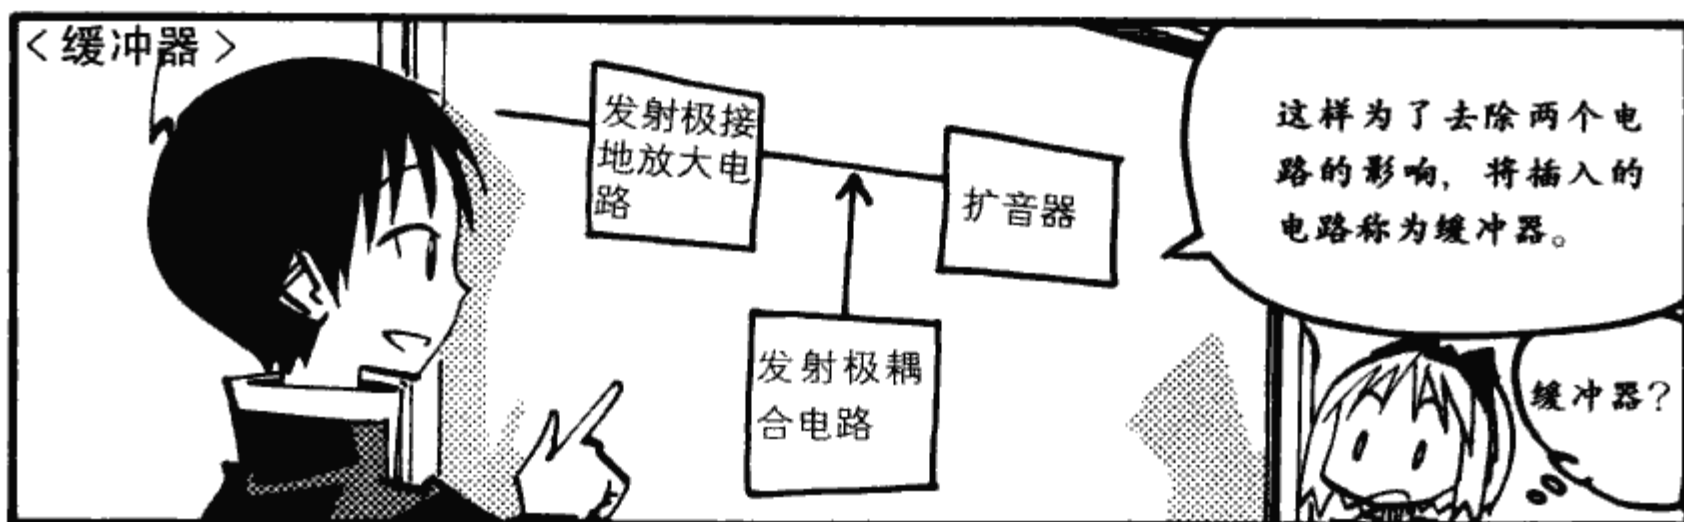 <缓冲器>
发射极接
地放大电
路
扩音器
发射极耦
合电路
这样为了去除两个电
路的影响，将插入的
电路称为缓冲器。
缓冲器？